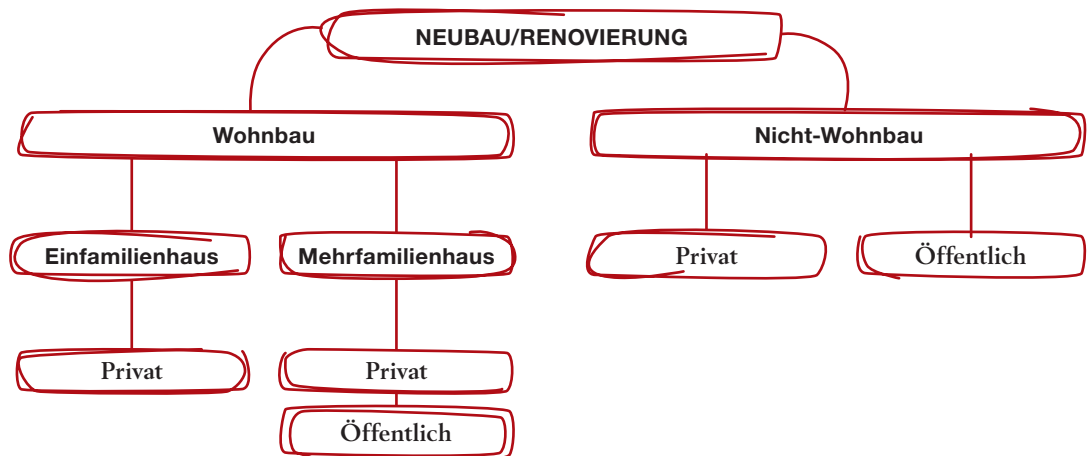 NEUBAU/RENOVIERUNG
Wohnbau
Nicht-Wohnbau
Einfamilienhaus
Mehrfamilienhaus
Privat
Öffentlich
Privat
Privat
Öffentlich